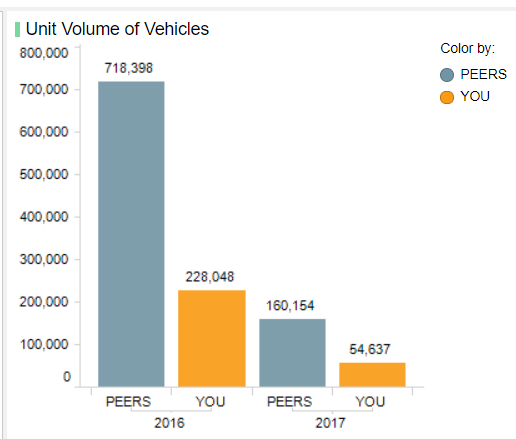 Unit Volume of Vehicles
Color by:
PEERS
YOU
800,000
700,000
600,000
500,000
400,000
300,000
200,000
100,000
0
718,398
228,048
160,154
54,637
PEERS YOU PEERS YOU
2016 2017